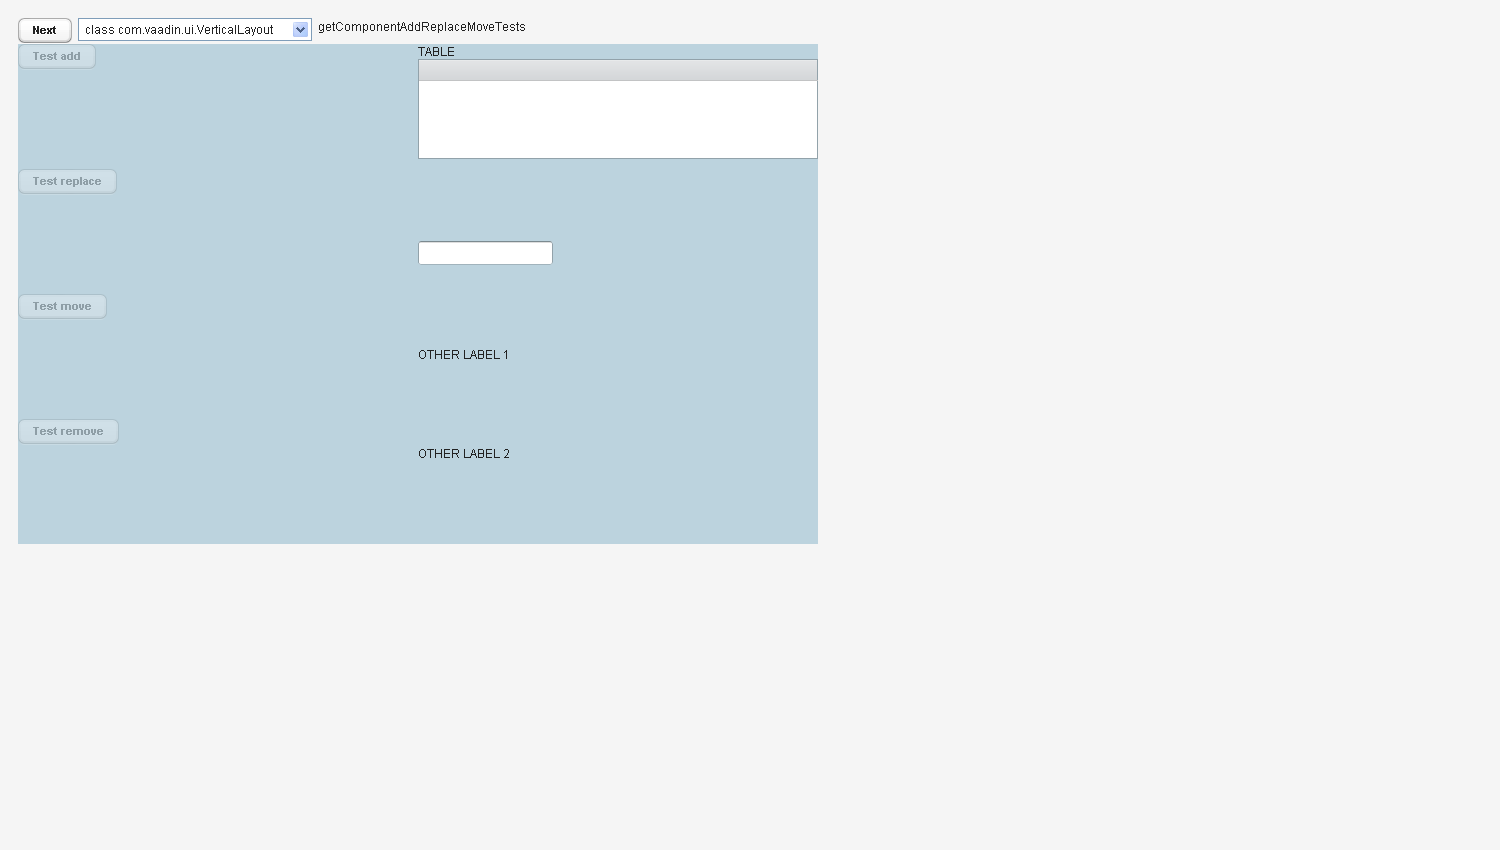 Next class com.vaadin.ui.VerticalLayout getComponentAddReplaceMoveTests
Test add
TABLE
Test replace
Test move
OTHER LABEL 1
Test remove
OTHER LABEL 2